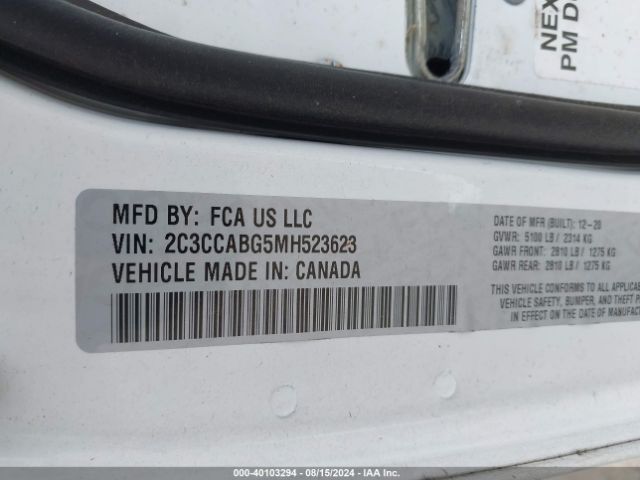 NEX
PM D
MFD BY: FCA US LLC
VIN: 2C3CCABG5MH523623
VEHICLE MADE IN: CANADA
DATE OF MFR (BUILT): 12-20
GVWR: 5100 LB / 2314 KG
GAWR FRONT: 2810 LB / 1275 KG
GAWR REAR: 2810 LB / 1275 KG
THIS VEHICLE CONFORMS TO ALL APPLICABL
VEHICLE SAFETY, BUMPER, AND THEFT P
IN EFFECT ON THE DATE OF MANUFAC
000-40103294 - 08/15/2024 - IAA Inc.